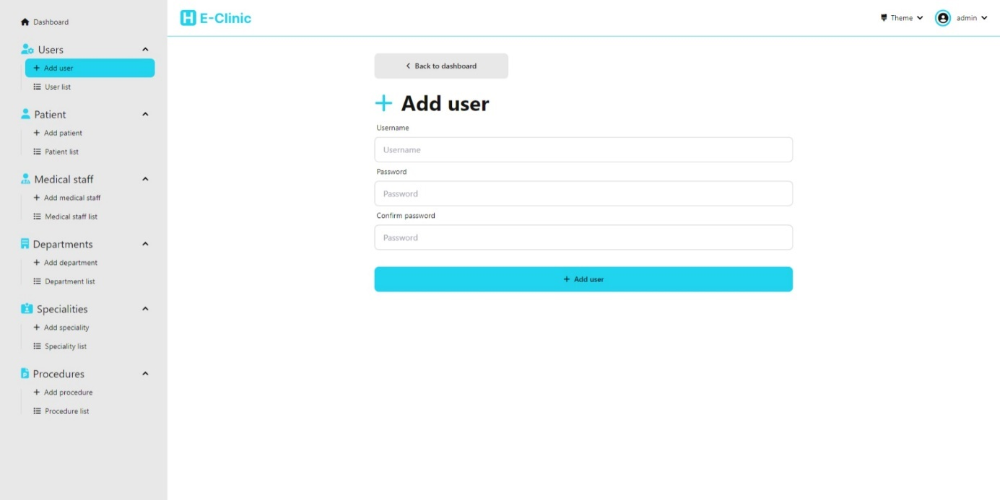 Dashboard
Users
Add user
User list
Patient
Add patient
Patient list
Medical staff
Add medical staff
Medical staff list
Departments
Add department
Department list
Specialities
Add speciality
Speciality list
Procedures
Add procedure
Procedure list
H E-Clinic
Theme
admin
Back to dashboard
+ Add user
Username
Username
Password
Password
Confirm password
Password
+ Add user